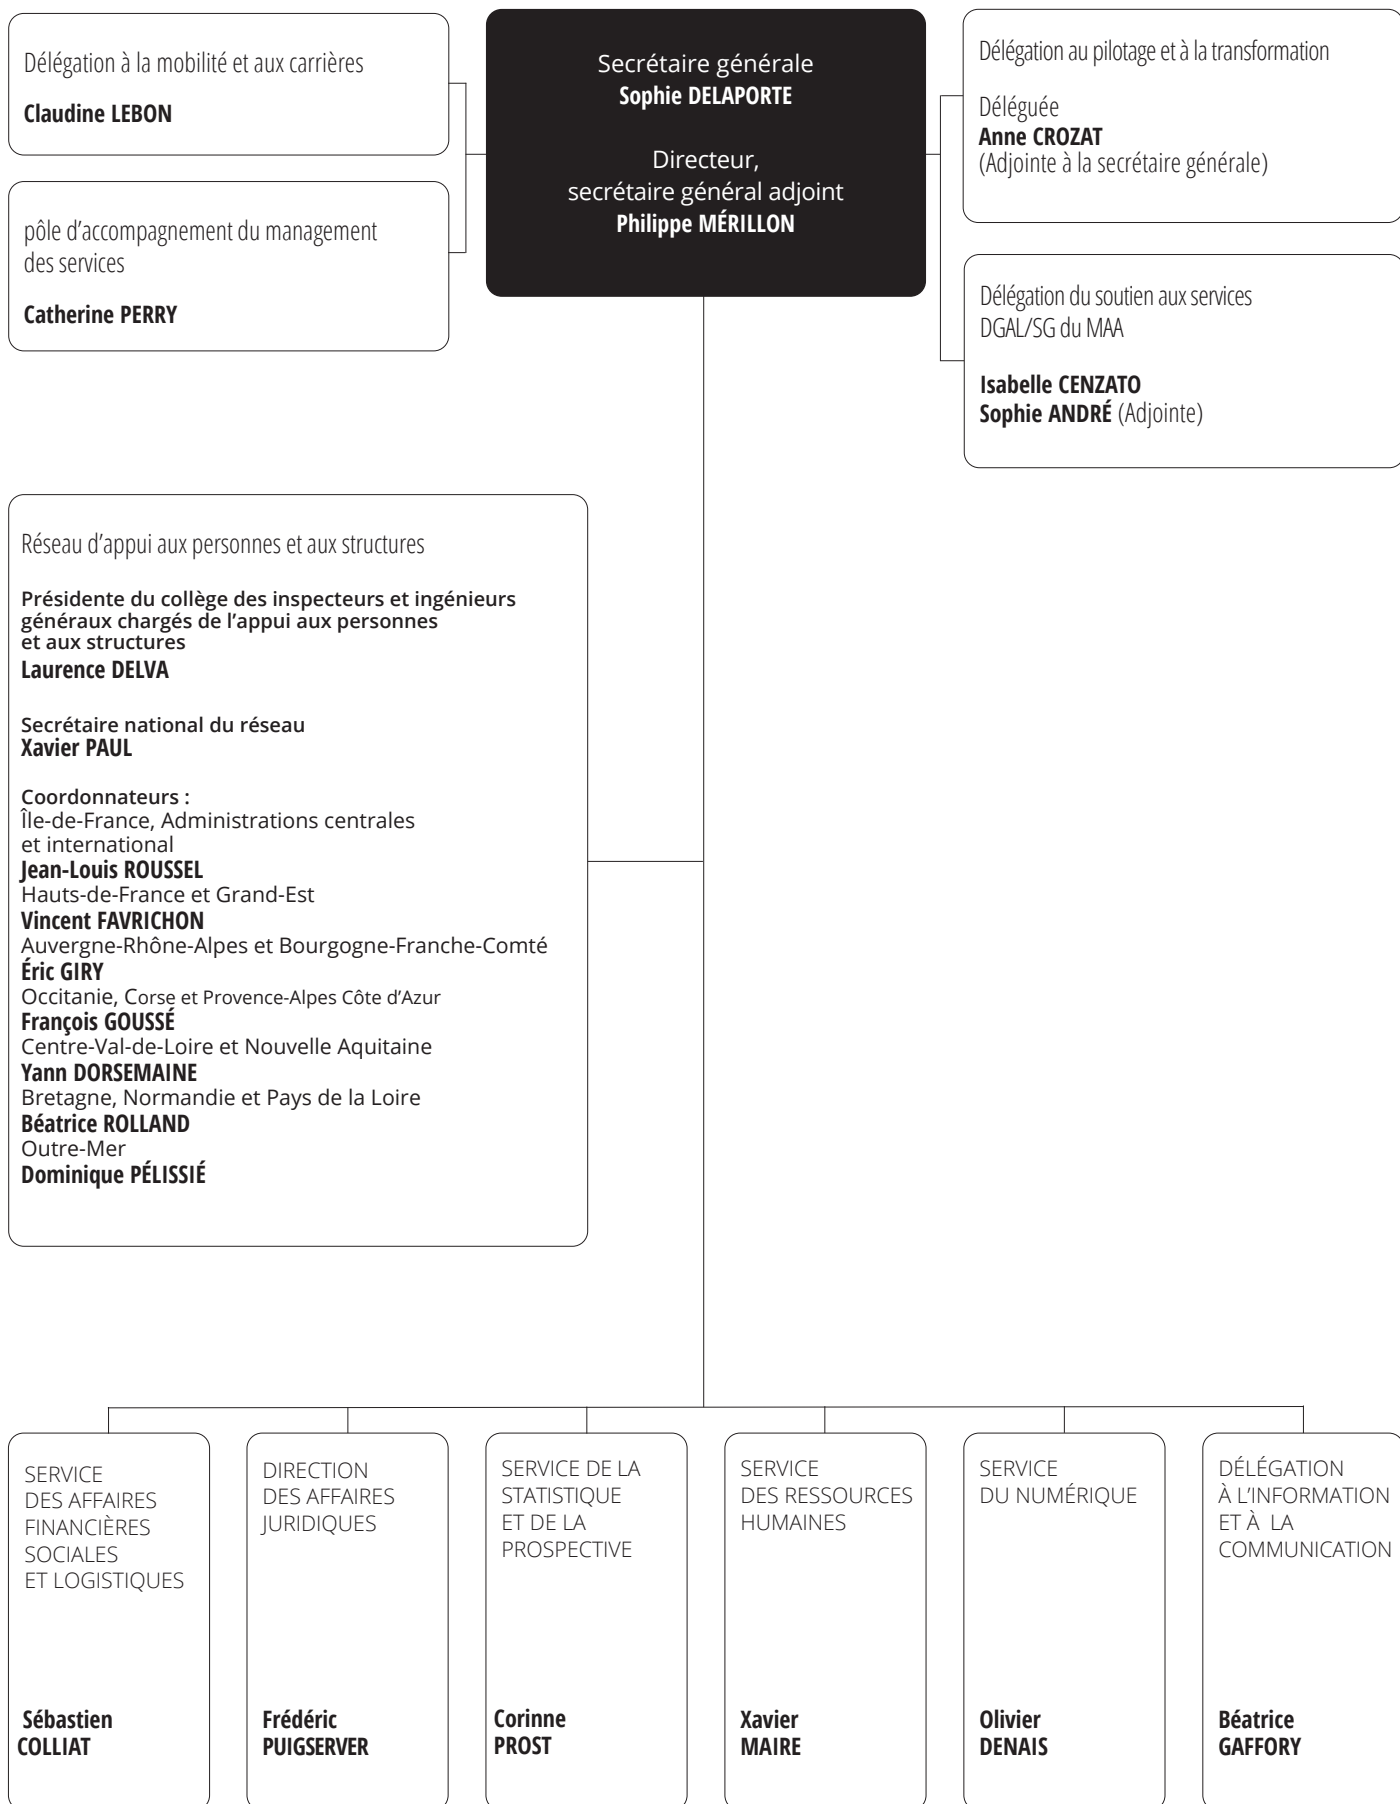 Délégation à la mobilité et aux carrières
Claudine LEBON
pôle d'accompagnement du management
des services
Catherine PERRY
Secrétaire générale
Sophie DELAPORTE
Directeur,
secrétaire général adjoint
Philippe MÉRILLON
Délégation au pilotage et à la transformation
Déléguée
Anne CROZAT
(Adjointe à la secrétaire générale)
Délégation du soutien aux services
DGAL/SG du MAA
Isabelle CENZATO
Sophie ANDRÉ (Adjointe)
Réseau d'appui aux personnes et aux structures
Présidente du collège des inspecteurs et ingénieurs
généraux chargés de l'appui aux personnes
et aux structures
Laurence DELVA
Secrétaire national du réseau
Xavier PAUL
Coordonnateurs :
Île-de-France, Administrations centrales
et international
Jean-Louis ROUSSEL
Hauts-de-France et Grand-Est
Vincent FAVRICHON
Auvergne-Rhône-Alpes et Bourgogne-Franche-Comté
Éric GIRY
Occitanie, Corse et Provence-Alpes Côte d'Azur
François GOUSSÉ
Centre-Val-de-Loire et Nouvelle Aquitaine
Yann DORSEMAINE
Bretagne, Normandie et Pays de la Loire
Béatrice ROLLAND
Outre-Mer
Dominique PÉLISSIÉ
SERVICE
DES AFFAIRES
FINANCIÈRES
SOCIALES
ET LOGISTIQUES
Sébastien
COLLIAT
DIRECTION
DES AFFAIRES
JURIDIQUES
Frédéric
PUIGSERVER
SERVICE DE LA
STATISTIQUE
ET DE LA
PROSPECTIVE
Corinne
PROST
SERVICE
DES RESSOURCES
HUMAINES
Xavier
MAIRE
SERVICE
DU NUMÉRIQUE
Olivier
DENAIS
DÉLÉGATION
À L'INFORMATION
ET À LA
COMMUNICATION
Béatrice
GAFFORY